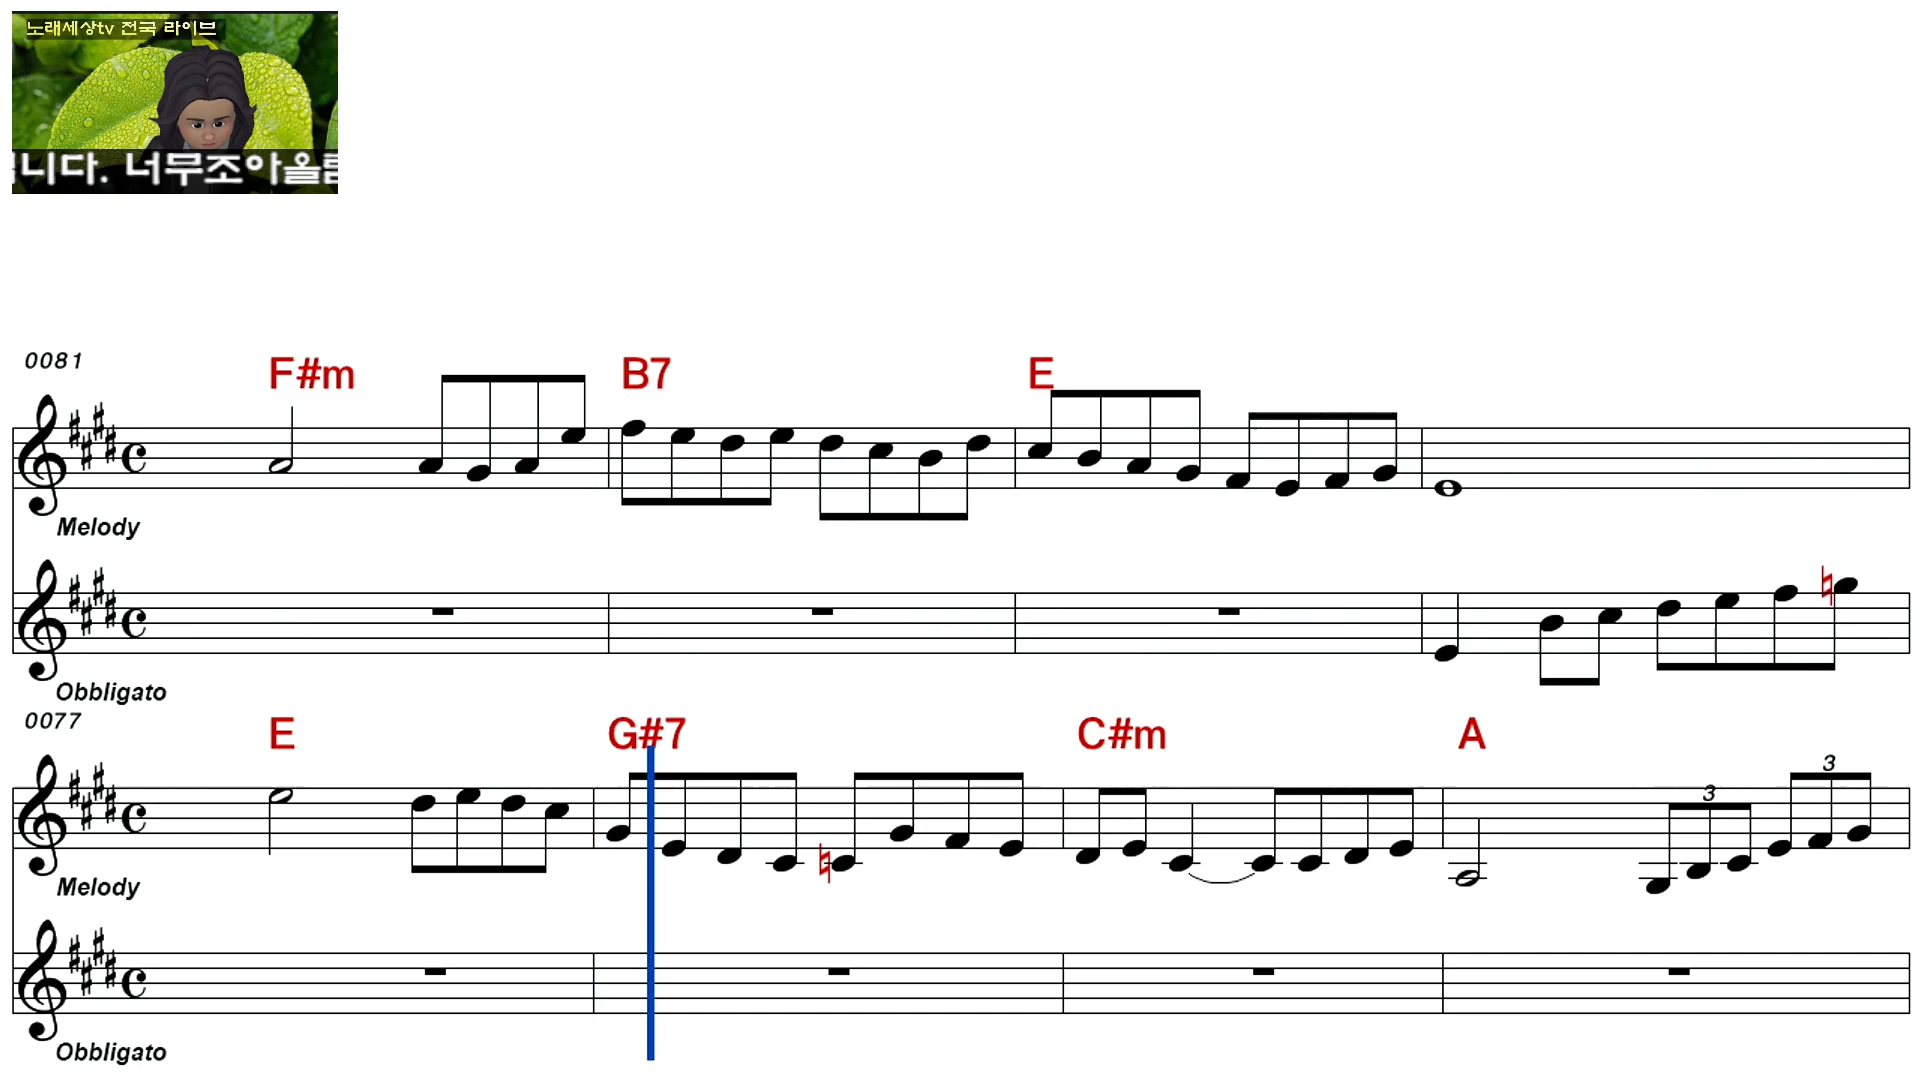 노래세상tv 전국 라이브
니다. 너무조아올
0081
F#m B7 E
Melody
Obbligato
0077
E G#7 C#m A
3 3
Melody
Obbligato